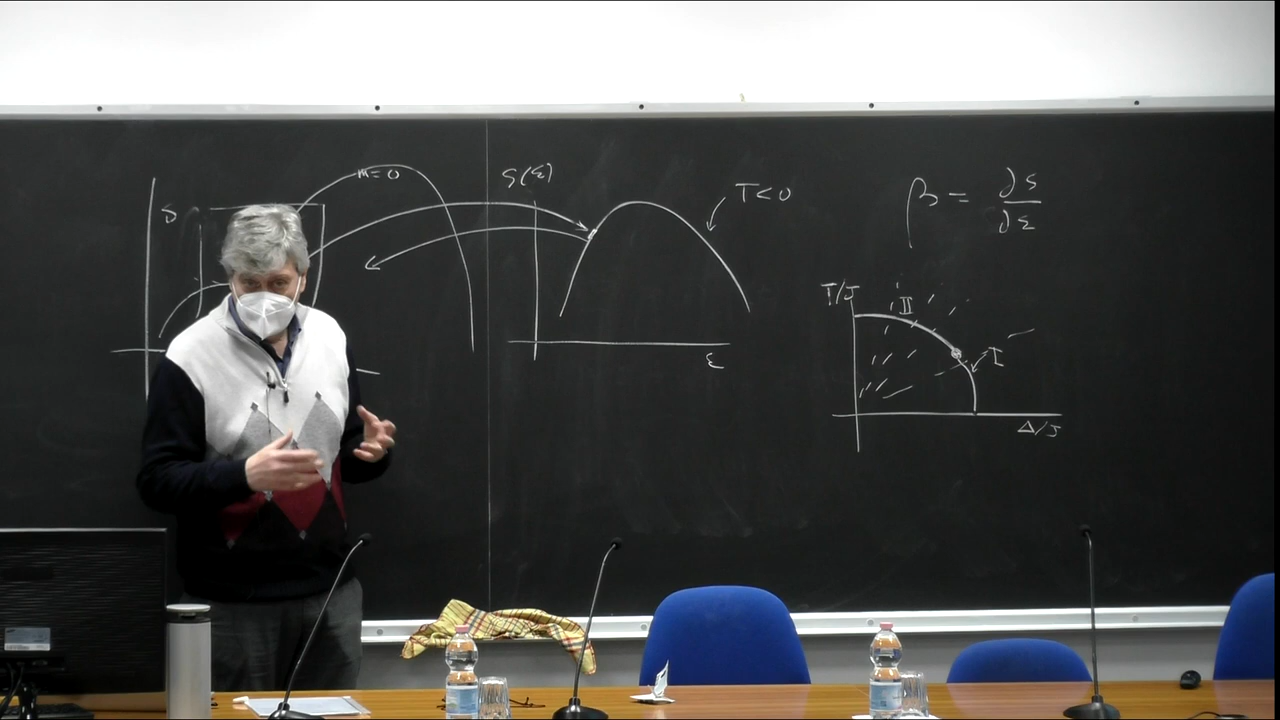 s
m=0
S(ε)
T<0
β = ∂s/∂ε
ε
T/J
II
I
Δ/J